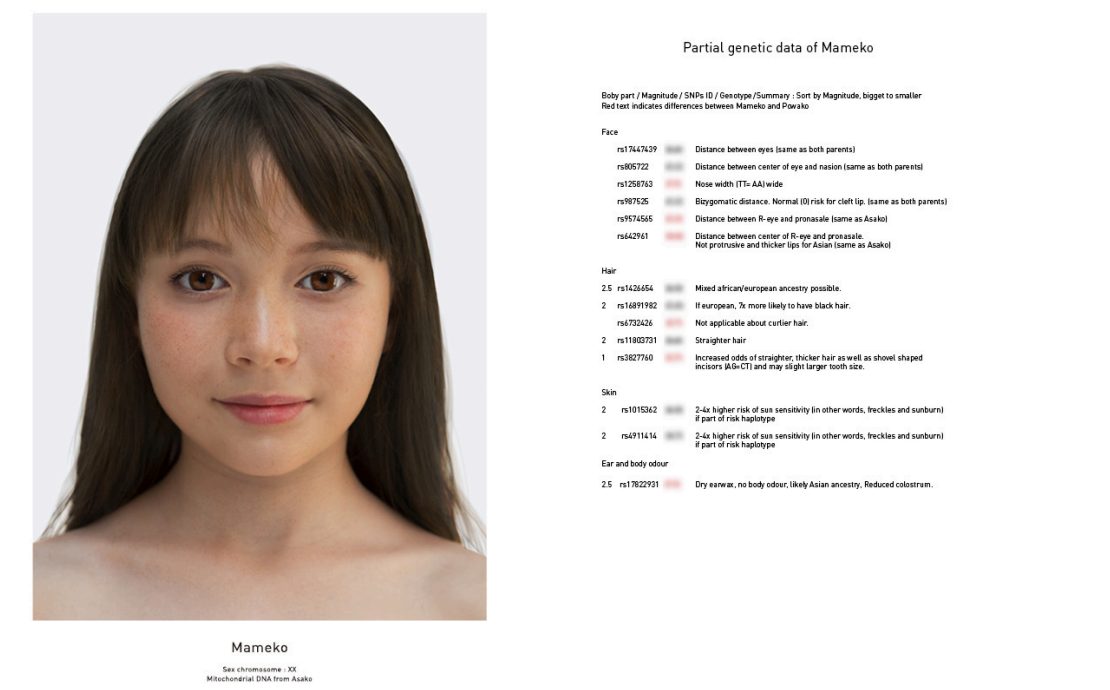 Mameko
Sex chromosome : XX
Mitochondrial DNA from Asako
Partial genetic data of Mameko
Boby part / Magnitude / SNPs ID / Genotype/Summary : Sort by Magnitude, bigget to smaller
Red text indicates differences between Mameko and Powako
Face
rs17447439 Distance between eyes (same as both parents)
rs805722 Distance between center of eye and nasion (same as both parents)
rs1258763 Nose width (TT= AA) wide
rs987525 Bizygomatic distance. Normal (0) risk for cleft lip. (same as both parents)
rs9574565 Distance between R-eye and pronasale (same as Asako)
rs642961 Distance between center of R-eye and pronasale.
Not protrusive and thicker lips for Asian (same as Asako)
Hair
2.5 rs1426654 Mixed african/european ancestry possible.
2 rs16891982 If european, 7x more likely to have black hair.
rs6732426 Not applicable about curlier hair.
2 rs11803731 Straighter hair
1 rs3827760 Increased odds of straighter, thicker hair as well as shovel shaped
incisors (AG=CT) and may slight larger tooth size.
Skin
2 rs1015362 2-4x higher risk of sun sensitivity (in other words, freckles and sunburn)
if part of risk haplotype
2 rs4911414 2-4x higher risk of sun sensitivity (in other words, freckles and sunburn)
if part of risk haplotype
Ear and body odour
2.5 rs17822931 Dry earwax, no body odour, likely Asian ancestry, Reduced colostrum.